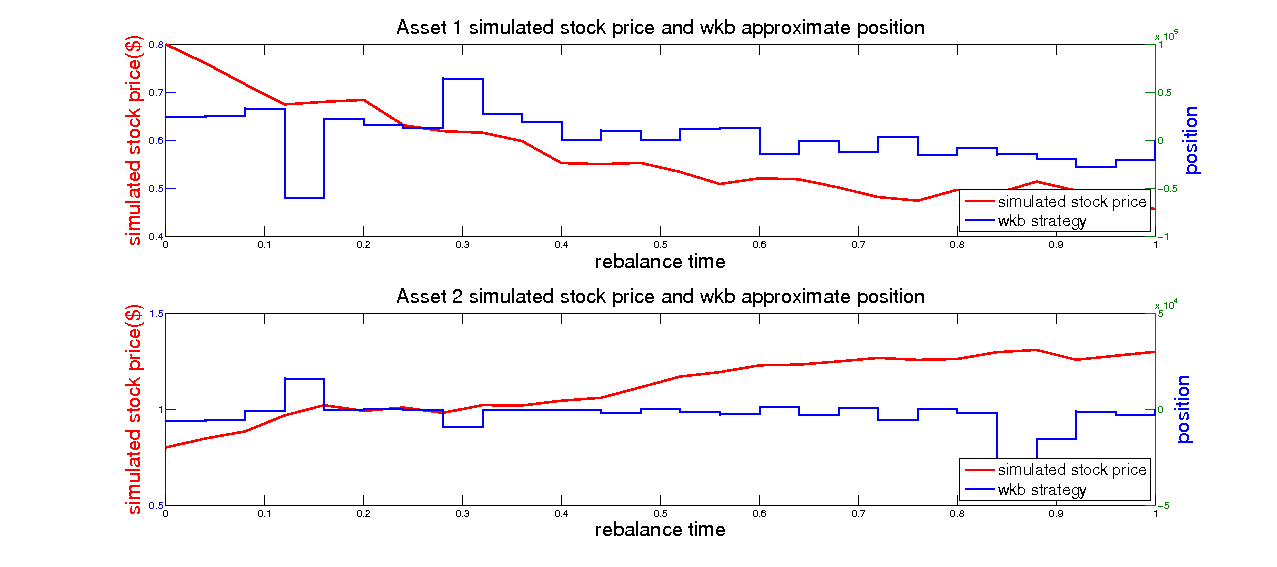 Asset 1 simulated stock price and wkb approximate position
x 10^5
simulated stock price($)
0.8
0.7
0.6
0.5
0.4
1
0.5
0
-0.5
-1
position
simulated stock price
wkb strategy
0 0.1 0.2 0.3 0.4 0.5 0.6 0.7 0.8 0.9 1
rebalance time
Asset 2 simulated stock price and wkb approximate position
x 10^4
simulated stock price($)
1.5
1
0.5
5
0
-5
position
simulated stock price
wkb strategy
0 0.1 0.2 0.3 0.4 0.5 0.6 0.7 0.8 0.9 1
rebalance time